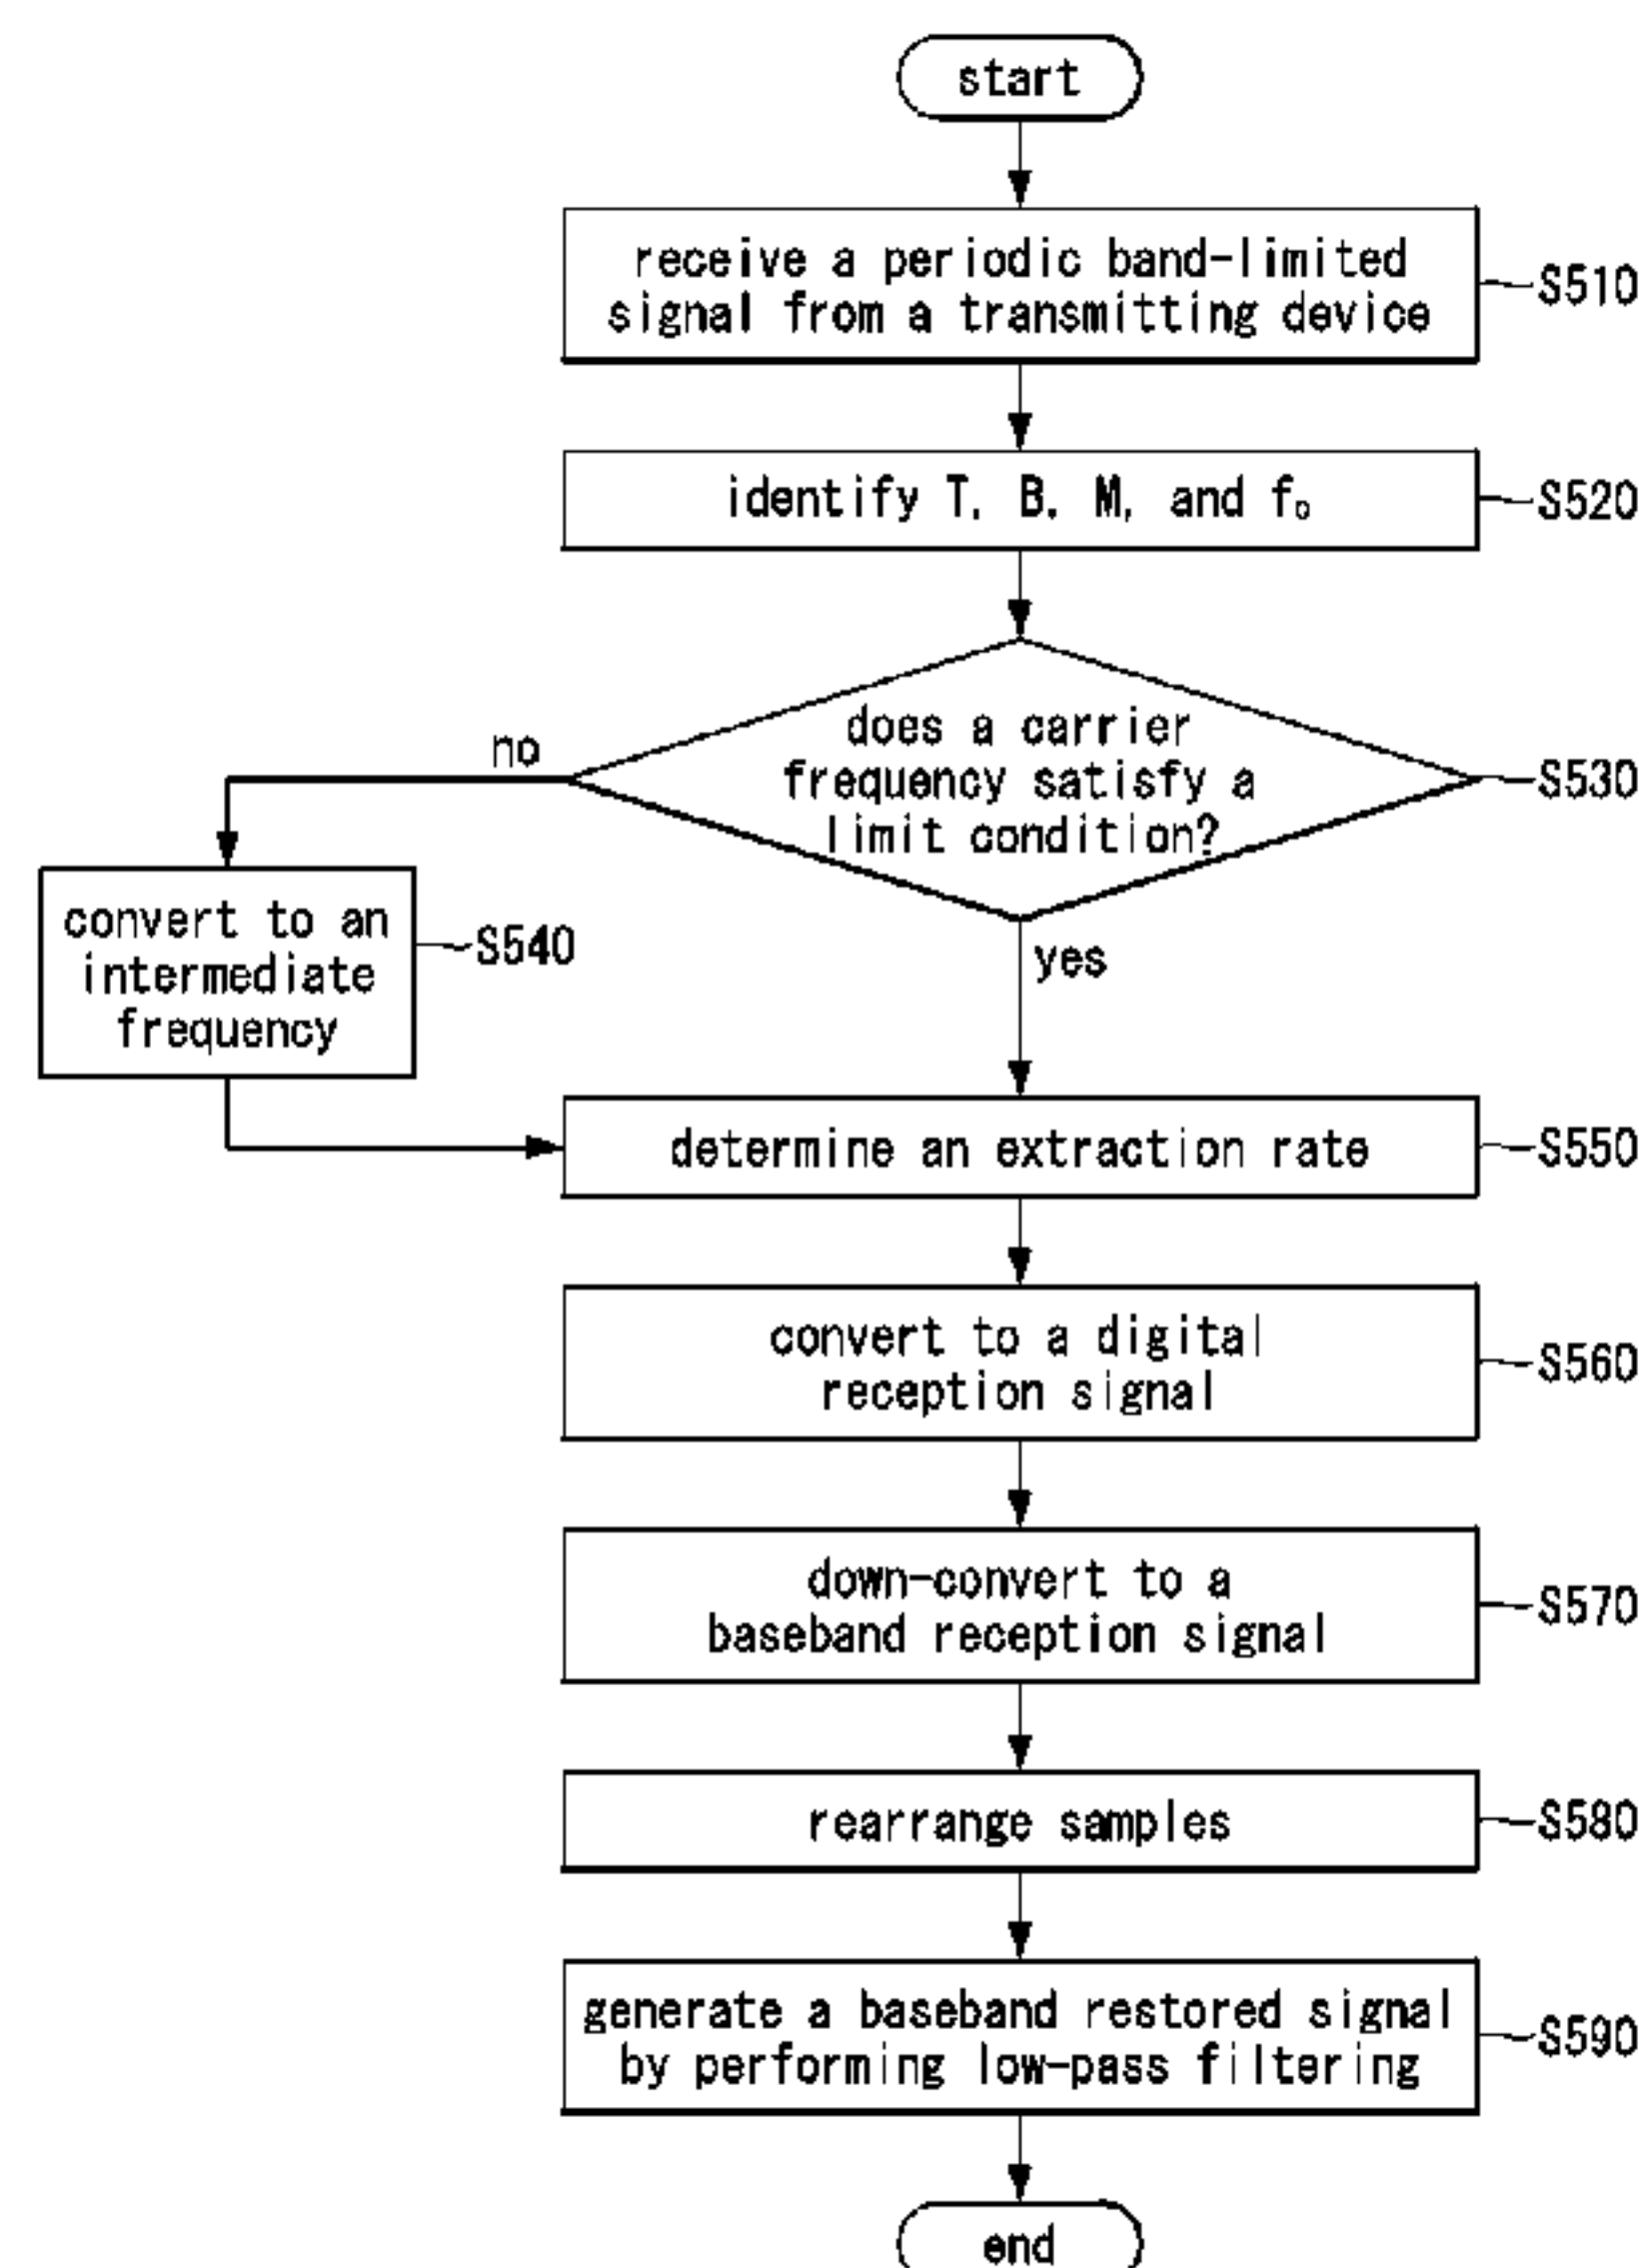 start
receive a periodic band-limited
signal from a transmitting device
S510
identify T, B, M, and f₀
S520
does a carrier
frequency satisfy a
limit condition?
S530
no
yes
convert to an
intermediate
frequency
S540
determine an extraction rate
S550
convert to a digital
reception signal
S560
down-convert to a
baseband reception signal
S570
rearrange samples
S580
generate a baseband restored signal
by performing low-pass filtering
S590
end